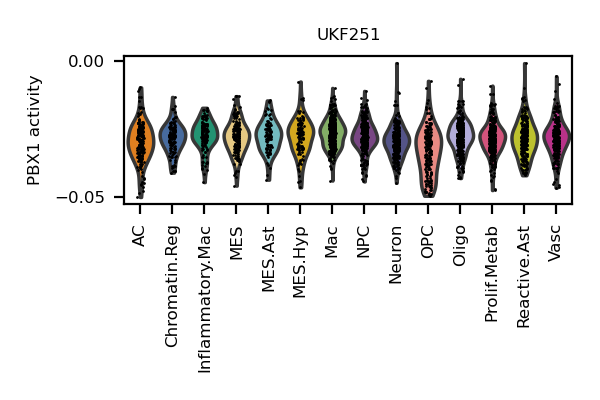 UKF251
PBX1 activity
0.00
−0.05
AC
Chromatin.Reg
Inflammatory.Mac
MES
MES.Ast
MES.Hyp
Mac
NPC
Neuron
OPC
Oligo
Prolif.Metab
Reactive.Ast
Vasc